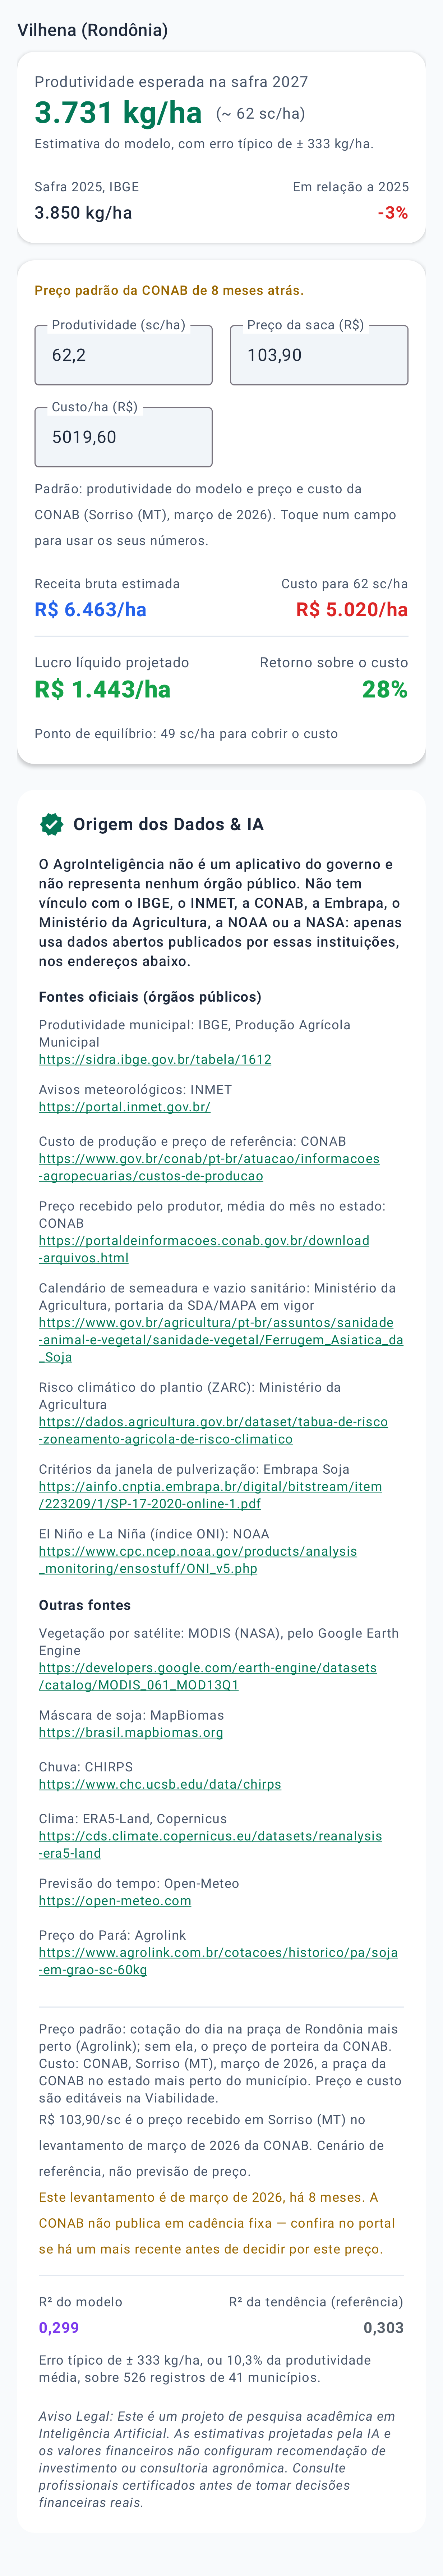 Vilhena (Rondônia)
Produtividade esperada na safra 2027
3.731 kg/ha (~ 62 sc/ha)
Estimativa do modelo, com erro típico de ± 333 kg/ha.
Safra 2025, IBGE
Em relação a 2025
3.850 kg/ha
-3%
Preço padrão da CONAB de 8 meses atrás.
Produtividade (sc/ha)
Preço da saca (R$)
62,2
103,90
Custo/ha (R$)
5019,60
Padrão: produtividade do modelo e preço e custo da
CONAB (Sorriso (MT), março de 2026). Toque num campo
para usar os seus números.
Receita bruta estimada
Custo para 62 sc/ha
R$ 6.463/ha
R$ 5.020/ha
Lucro líquido projetado
Retorno sobre o custo
R$ 1.443/ha
28%
Ponto de equilíbrio: 49 sc/ha para cobrir o custo
Origem dos Dados & IA
O AgroInteligência não é um aplicativo do governo e
não representa nenhum órgão público. Não tem
vínculo com o IBGE, o INMET, a CONAB, a Embrapa, o
Ministério da Agricultura, a NOAA ou a NASA: apenas
usa dados abertos publicados por essas instituições,
nos endereços abaixo.
Fontes oficiais (órgãos públicos)
Produtividade municipal: IBGE, Produção Agrícola
Municipal
https://sidra.ibge.gov.br/tabela/1612
Avisos meteorológicos: INMET
https://portal.inmet.gov.br/
Custo de produção e preço de referência: CONAB
https://www.gov.br/conab/pt-br/atuacao/informacoes
-agropecuarias/custos-de-producao
Preço recebido pelo produtor, média do mês no estado:
CONAB
https://portaldeinformacoes.conab.gov.br/download
-arquivos.html
Calendário de semeadura e vazio sanitário: Ministério da
Agricultura, portaria da SDA/MAPA em vigor
https://www.gov.br/agricultura/pt-br/assuntos/sanidade
-animal-e-vegetal/sanidade-vegetal/Ferrugem_Asiatica_da
_Soja
Risco climático do plantio (ZARC): Ministério da
Agricultura
https://dados.agricultura.gov.br/dataset/tabua-de-risco
-zoneamento-agricola-de-risco-climatico
Critérios da janela de pulverização: Embrapa Soja
https://ainfo.cnptia.embrapa.br/digital/bitstream/item
/223209/1/SP-17-2020-online-1.pdf
El Niño e La Niña (índice ONI): NOAA
https://www.cpc.ncep.noaa.gov/products/analysis
_monitoring/ensostuff/ONI_v5.php
Outras fontes
Vegetação por satélite: MODIS (NASA), pelo Google Earth
Engine
https://developers.google.com/earth-engine/datasets
/catalog/MODIS_061_MOD13Q1
Máscara de soja: MapBiomas
https://brasil.mapbiomas.org
Chuva: CHIRPS
https://www.chc.ucsb.edu/data/chirps
Clima: ERA5-Land, Copernicus
https://cds.climate.copernicus.eu/datasets/reanalysis
-era5-land
Previsão do tempo: Open-Meteo
https://open-meteo.com
Preço do Pará: Agrolink
https://www.agrolink.com.br/cotacoes/historico/pa/soja
-em-grao-sc-60kg
Preço padrão: cotação do dia na praça de Rondônia mais
perto (Agrolink); sem ela, o preço de porteira da CONAB.
Custo: CONAB, Sorriso (MT), março de 2026, a praça da
CONAB no estado mais perto do município. Preço e custo
são editáveis na Viabilidade.
R$ 103,90/sc é o preço recebido em Sorriso (MT) no
levantamento de março de 2026 da CONAB. Cenário de
referência, não previsão de preço.
Este levantamento é de março de 2026, há 8 meses. A
CONAB não publica em cadência fixa — confira no portal
se há um mais recente antes de decidir por este preço.
R² do modelo
R² da tendência (referência)
0,299
0,303
Erro típico de ± 333 kg/ha, ou 10,3% da produtividade
média, sobre 526 registros de 41 municípios.
Aviso Legal: Este é um projeto de pesquisa acadêmica em
Inteligência Artificial. As estimativas projetadas pela IA e
os valores financeiros não configuram recomendação de
investimento ou consultoria agronômica. Consulte
profissionais certificados antes de tomar decisões
financeiras reais.